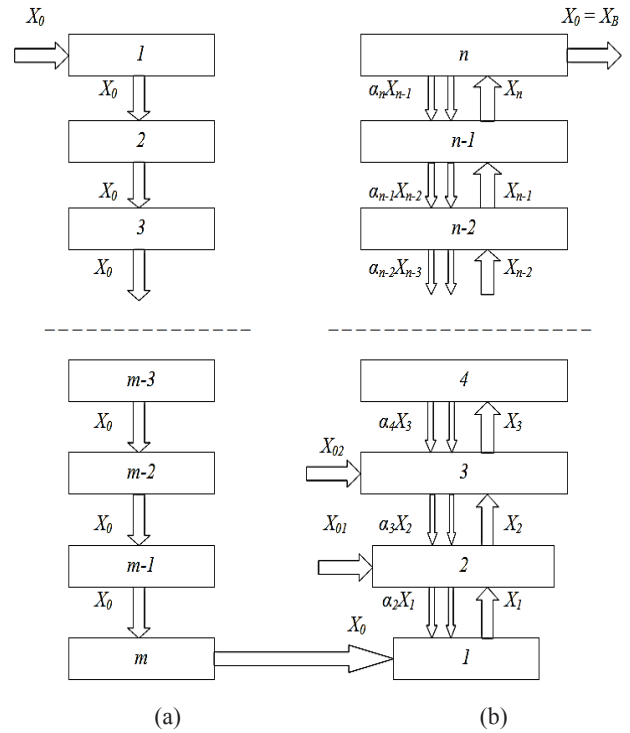 X₀
1
X₀
2
X₀
3
X₀
m-3
X₀
m-2
X₀
m-1
X₀
m
X₀
(a)
X₀ = X_B
n
αₙXₙ₋₁ Xₙ
n-1
αₙ₋₁Xₙ₋₂ Xₙ₋₁
n-2
αₙ₋₂Xₙ₋₃ Xₙ₋₂
4
α₄X₃ X₃
X₀₂
3
X₀₁ α₃X₂ X₂
2
α₂X₁ X₁
1
(b)